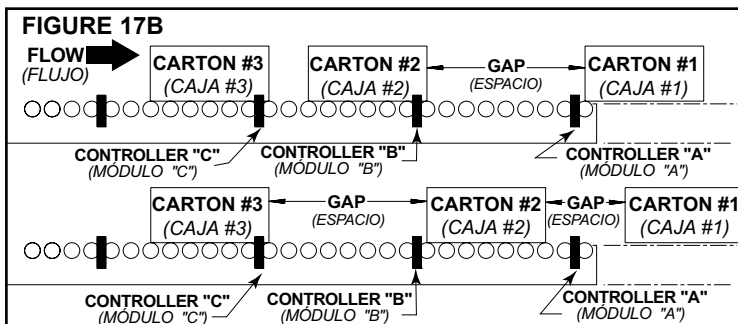 FIGURE 17B
FLOW
(FLUJO)
CARTON #3
(CAJA #3)
CARTON #2
(CAJA #2)
GAP
(ESPACIO)
CARTON #1
(CAJA #1)
CONTROLLER "C"
(MÓDULO "C")
CONTROLLER "B"
(MÓDULO "B")
CONTROLLER "A"
(MÓDULO "A")
CARTON #3
(CAJA #3)
GAP
(ESPACIO)
CARTON #2
(CAJA #2)
GAP
(ESPACIO)
CARTON #1
(CAJA #1)
CONTROLLER "C"
(MÓDULO "C")
CONTROLLER "B"
(MÓDULO "B")
CONTROLLER "A"
(MÓDULO "A")